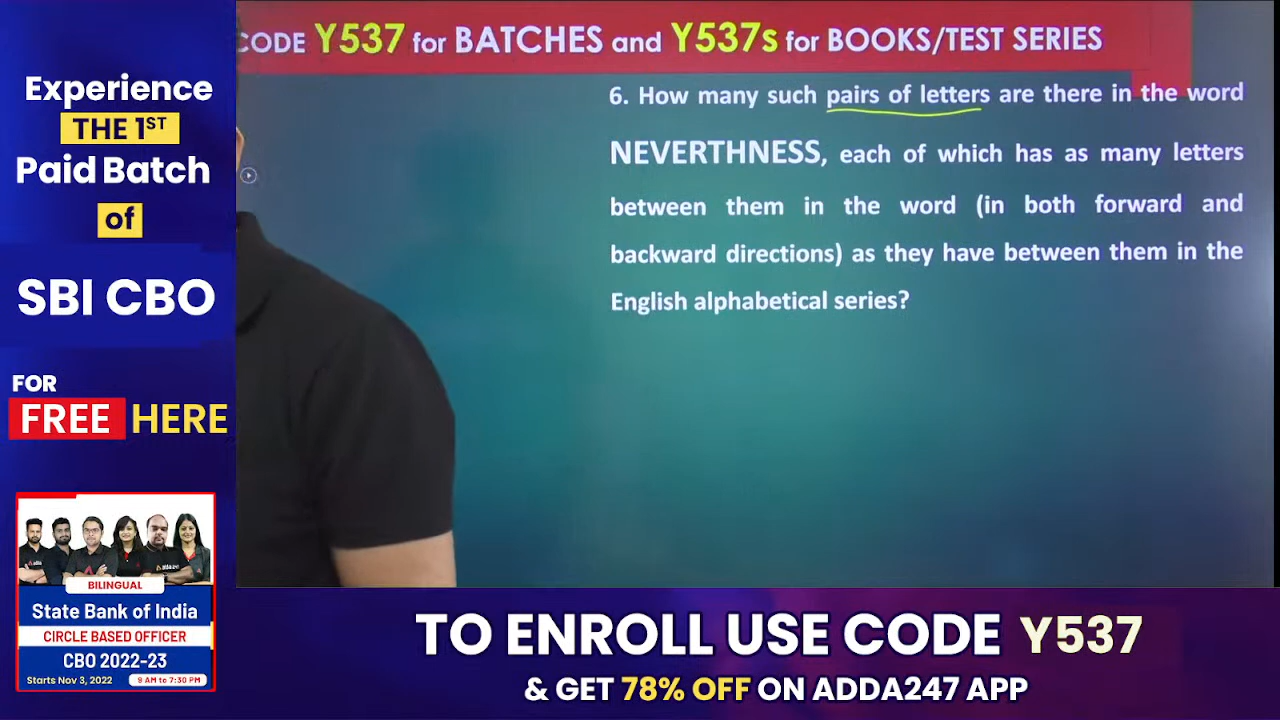 Experience
THE 1ST
Paid Batch
of
SBI CBO
FOR
FREE HERE
BILINGUAL
State Bank of India
CIRCLE BASED OFFICER
CBO 2022-23
Starts Nov 3, 2022 9 AM to 7:30 PM
CODE Y537 for BATCHES and Y537s for BOOKS/TEST SERIES
6. How many such pairs of letters are there in the word
NEVERTHNESS, each of which has as many letters
between them in the word (in both forward and
backward directions) as they have between them in the
English alphabetical series?
TO ENROLL USE CODE Y537
& GET 78% OFF ON ADDA247 APP